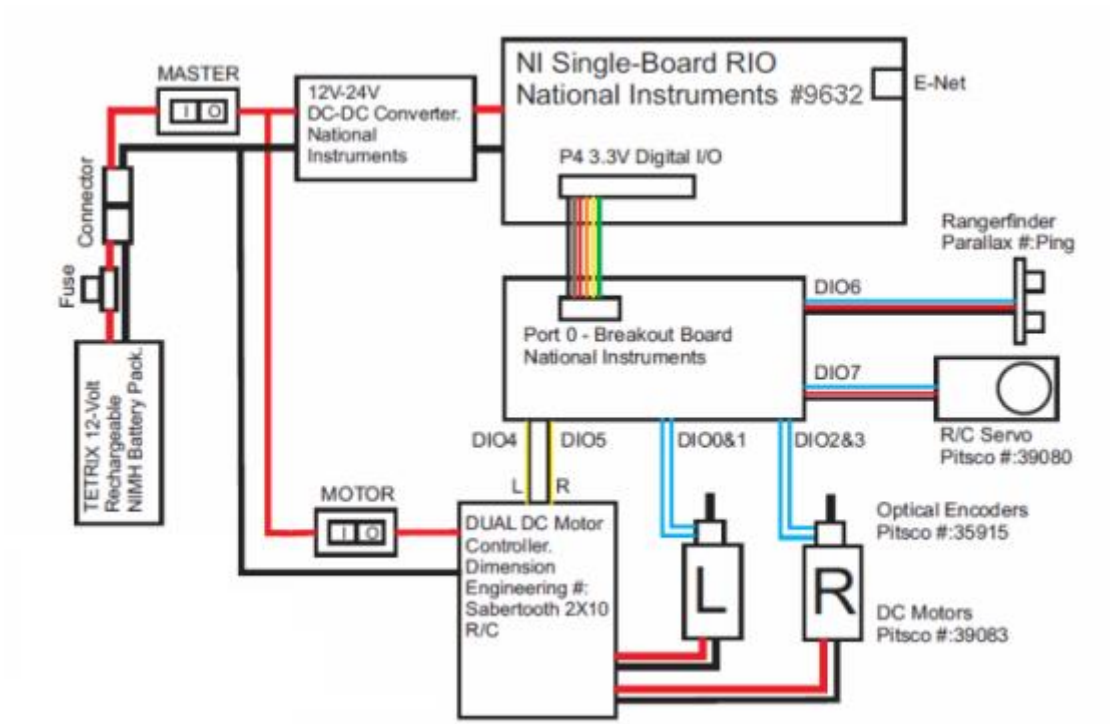 MASTER
I O
12V-24V
DC-DC Converter.
National
Instruments
NI Single-Board RIO
National Instruments #9632
E-Net
P4 3.3V Digital I/O
Connector
Fuse
TETRIX 12-Volt
Rechargeable
NIMH Battery Pack.
Rangerfinder
Parallax #:Ping
DIO6
Port 0 - Breakout Board
National Instruments
DIO7
R/C Servo
Pitsco #:39080
DIO4
DIO5
DIO0&1
DIO2&3
L
R
MOTOR
I O
DUAL DC Motor
Controller.
Dimension
Engineering #:
Sabertooth 2X10
R/C
Optical Encoders
Pitsco #:35915
L
R
DC Motors
Pitsco #:39083